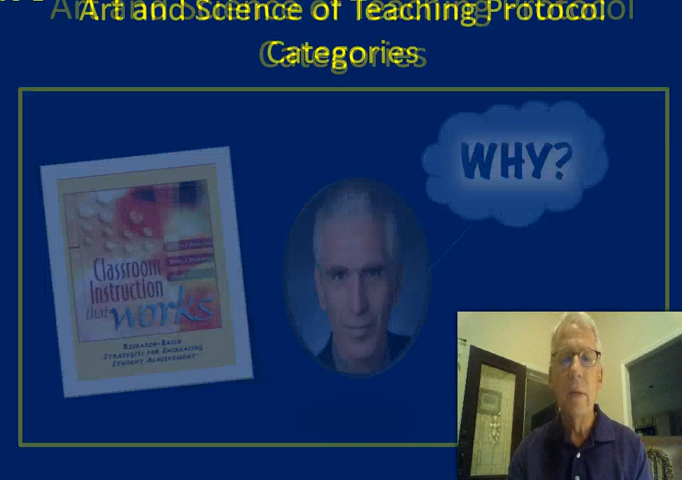 Art and Science of Teaching Protocol
Categories
WHY?
Classroom
Instruction
that works
RESEARCH-BASED
STRATEGIES FOR INCREASING
STUDENT ACHIEVEMENT